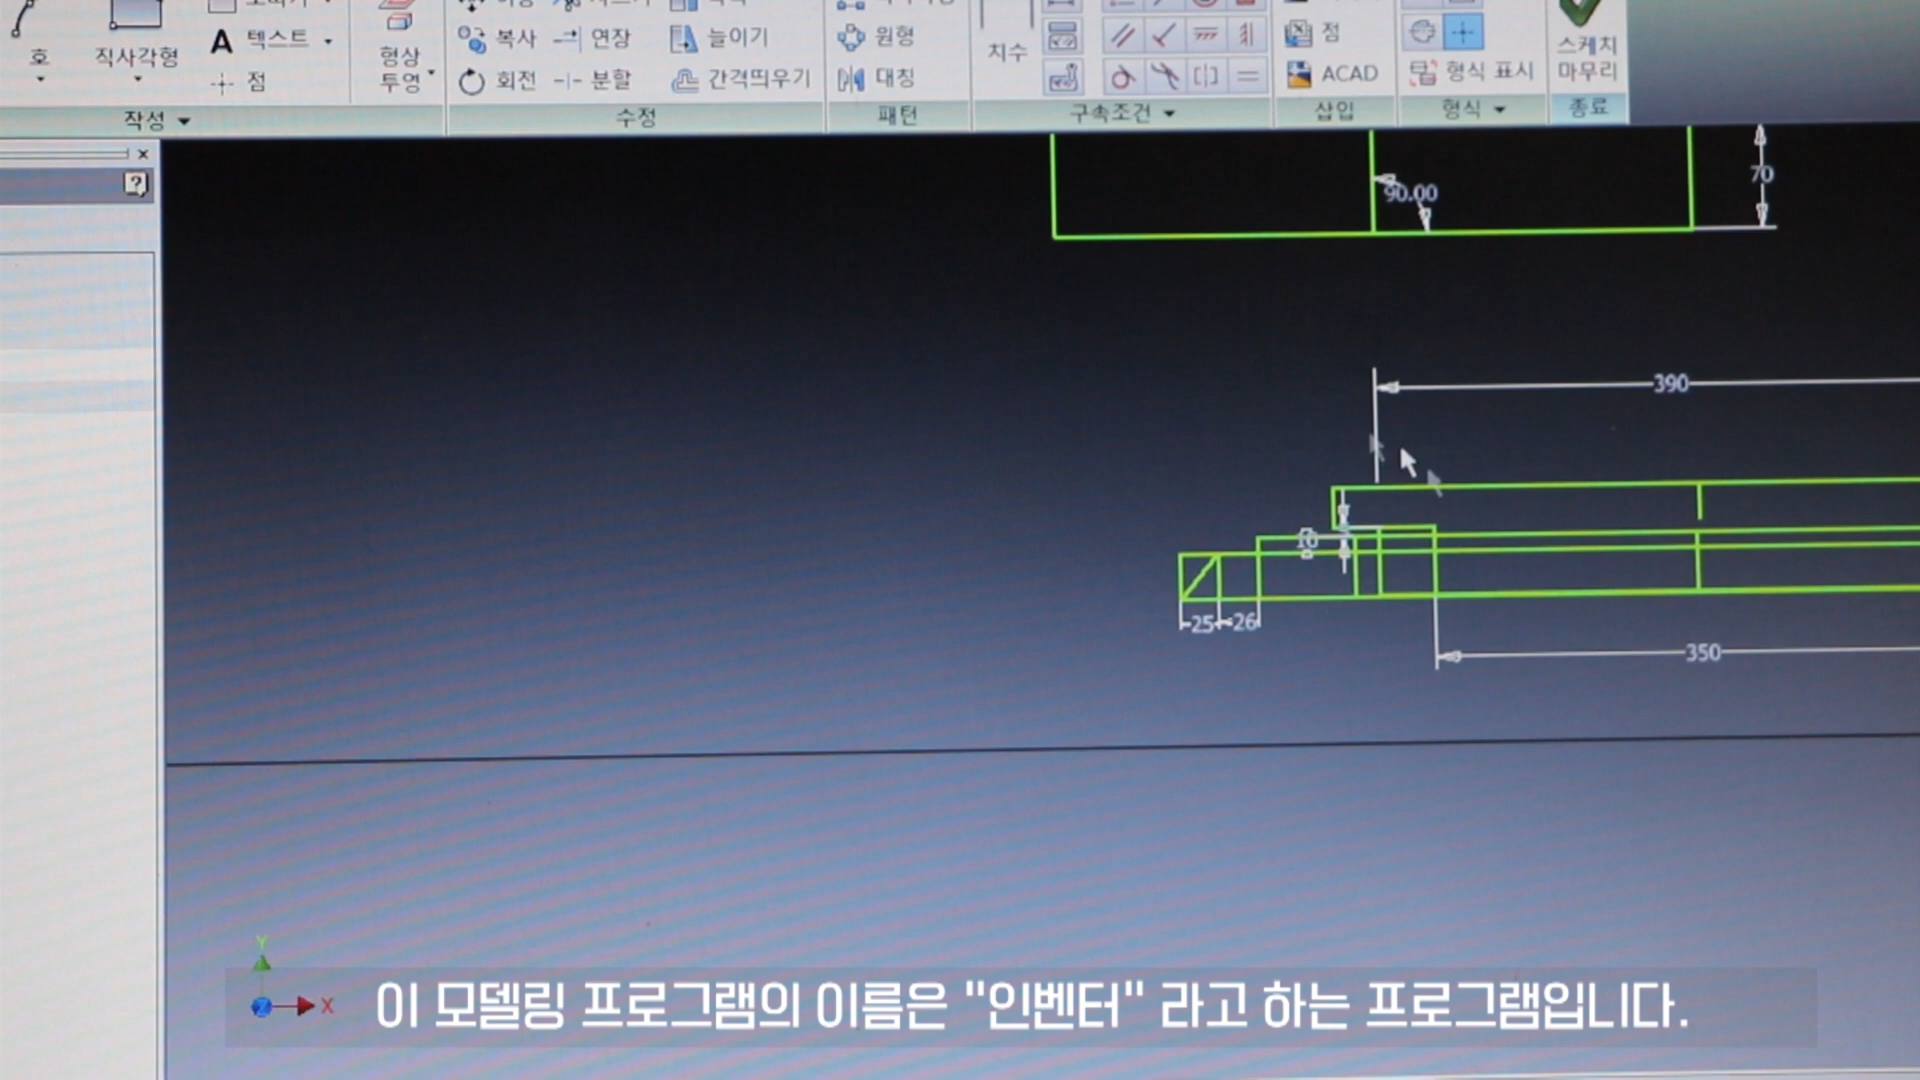 호
직사각형
텍스트
점
형상
투영
복사
연장
늘이기
회전
분할
간격띄우기
원형
대칭
치수
점
ACAD
형식 표시
스케치
마무리
작성
수정
패턴
구속조건
삽입
형식
종료
90.00
70
390
10
25
26
350
Y
X
이 모델링 프로그램의 이름은 "인벤터" 라고 하는 프로그램입니다.